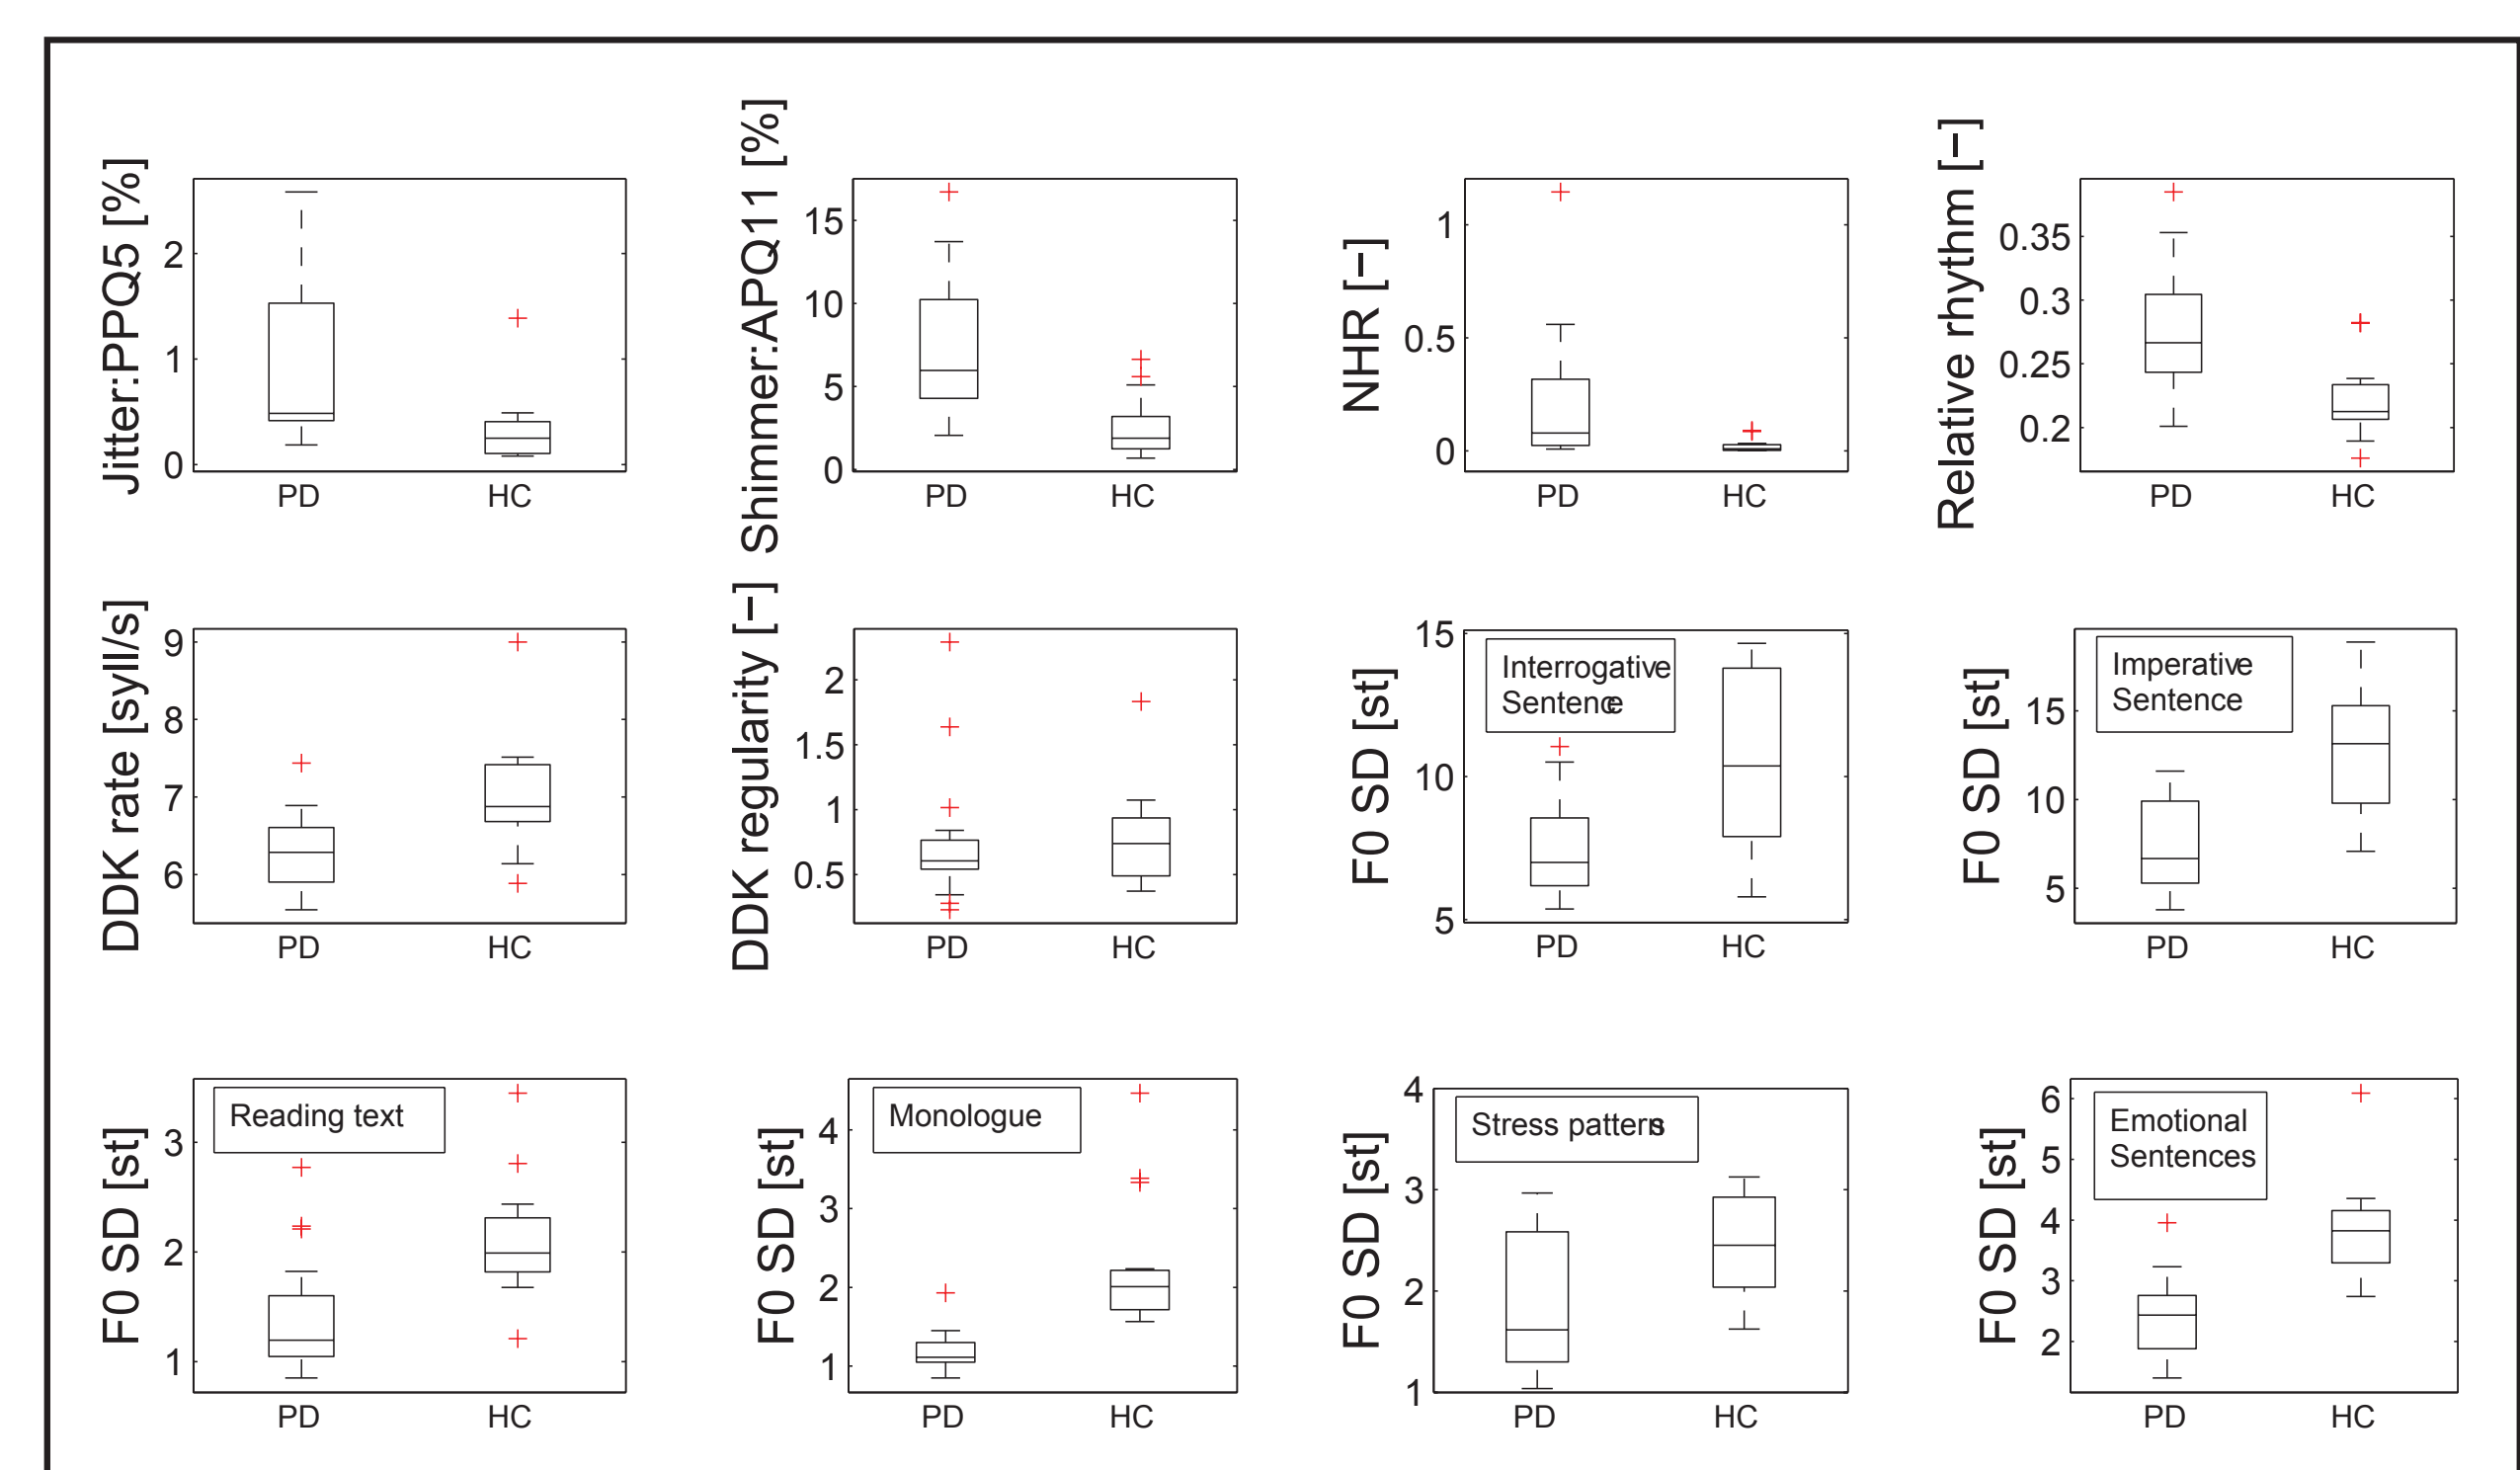 Jitter:PPQ5 [%]
2
1
0
PD HC
Shimmer:APQ11 [%]
15
10
5
0
PD HC
NHR [−]
1
0.5
0
PD HC
Relative rhythm [−]
0.35
0.3
0.25
0.2
PD HC
DDK rate [syll/s]
9
8
7
6
PD HC
DDK regularity [−]
2
1.5
1
0.5
PD HC
F0 SD [st]
15
10
5
Interrogative
Sentence
PD HC
F0 SD [st]
15
10
5
Imperative
Sentence
PD HC
F0 SD [st]
3
2
1
Reading text
PD HC
F0 SD [st]
4
3
2
1
Monologue
PD HC
F0 SD [st]
4
3
2
1
Stress patterns
PD HC
F0 SD [st]
6
5
4
3
2
Emotional
Sentences
PD HC